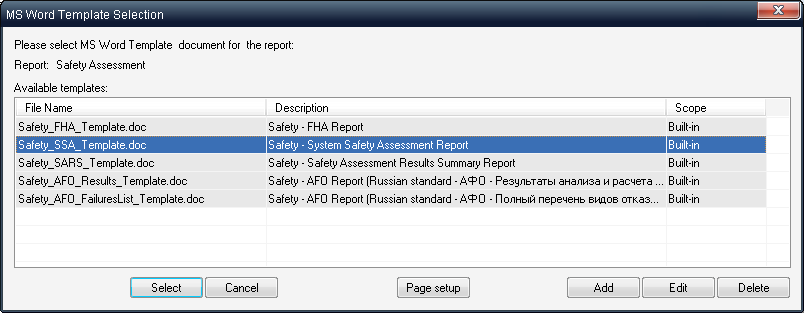 MS Word Template Selection
Please select MS Word Template document for the report:
Report: Safety Assessment
Available templates:
File Name Description Scope
Safety_FHA_Template.doc Safety - FHA Report Built-in
Safety_SSA_Template.doc Safety - System Safety Assessment Report Built-in
Safety_SARS_Template.doc Safety - Safety Assessment Results Summary Report Built-in
Safety_AFO_Results_Template.doc Safety - AFO Report (Russian standard - АФО - Результаты анализа и расчета ... Built-in
Safety_AFO_FailuresList_Template.doc Safety - AFO Report (Russian standard - АФО - Полный перечень видов отказ... Built-in
Select Cancel Page setup Add Edit Delete